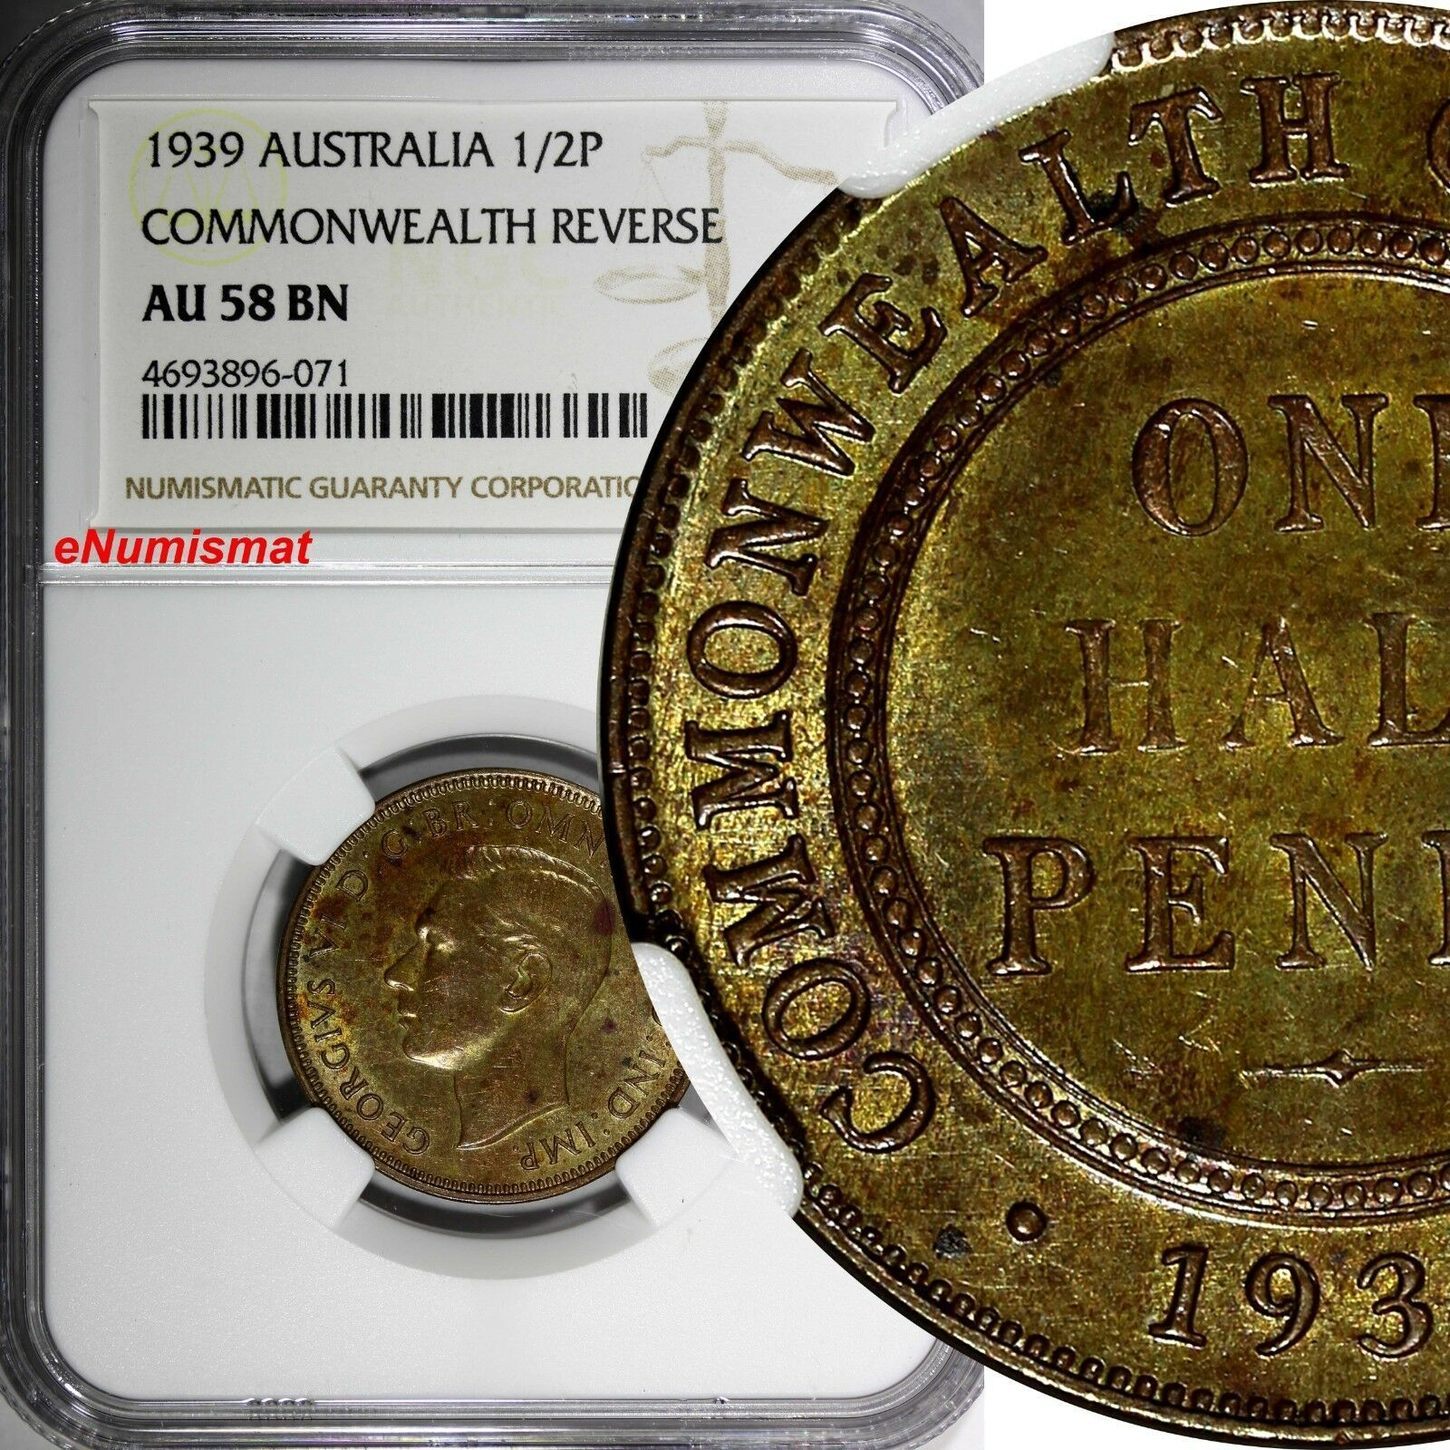 1939 AUSTRALIA 1/2P
COMMONWEALTH REVERSE
AU 58 BN
4693896-071
NUMISMATIC GUARANTY CORPORATIO
eNumismat
GEORGIVS VI D. G. BR. OMN IND. IMP.
COMMONWEALTH
ONE
HAL
PENN
193